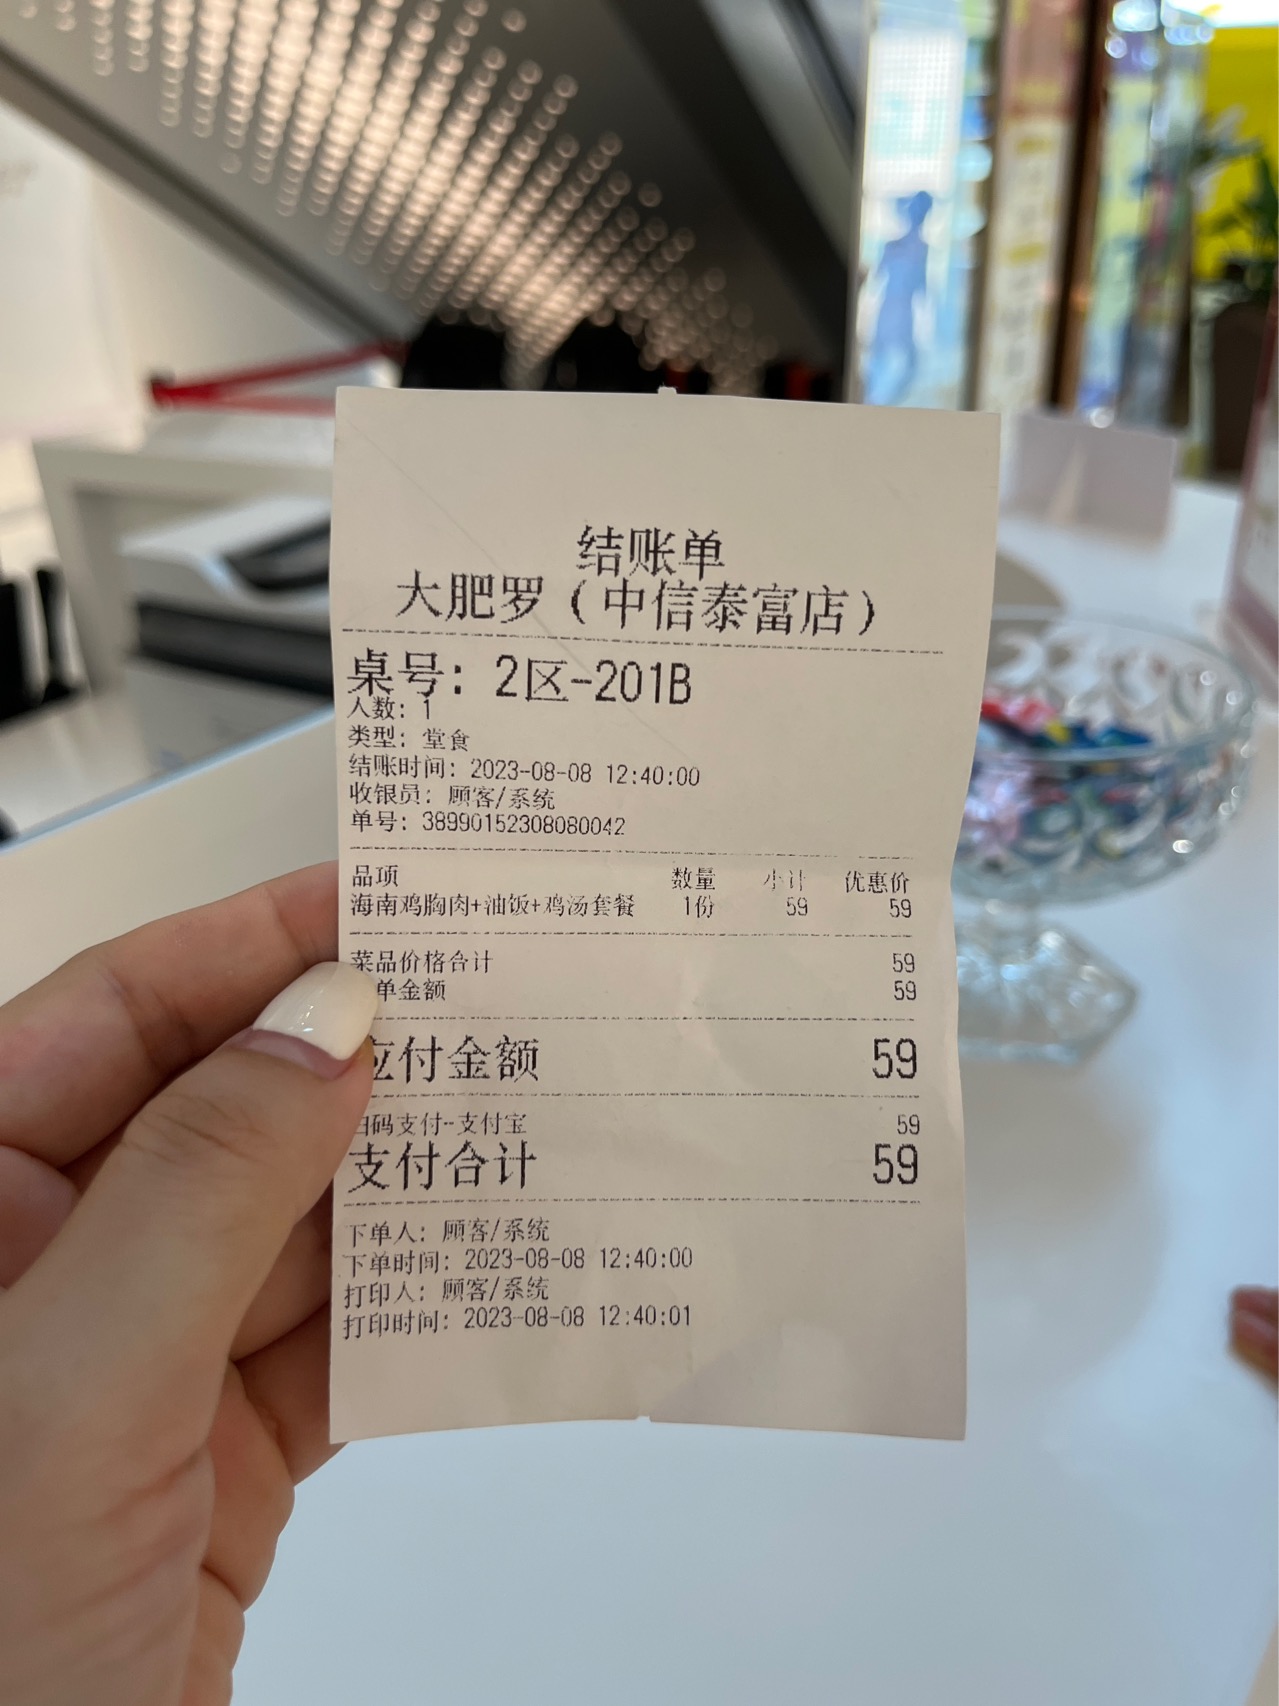 结账单
大肥罗（中信泰富店）
桌号：2区-201B
人数：1
类型：堂食
结账时间：2023-08-08 12:40:00
收银员：顾客/系统
单号：38990152308080042
品项 数量 小计 优惠价
海南鸡胸肉+油饭+鸡汤套餐 1份 59 59
菜品价格合计 59
单金额 59
应付金额 59
扫码支付--支付宝 59
支付合计 59
下单人：顾客/系统
下单时间：2023-08-08 12:40:00
打印人：顾客/系统
打印时间：2023-08-08 12:40:01